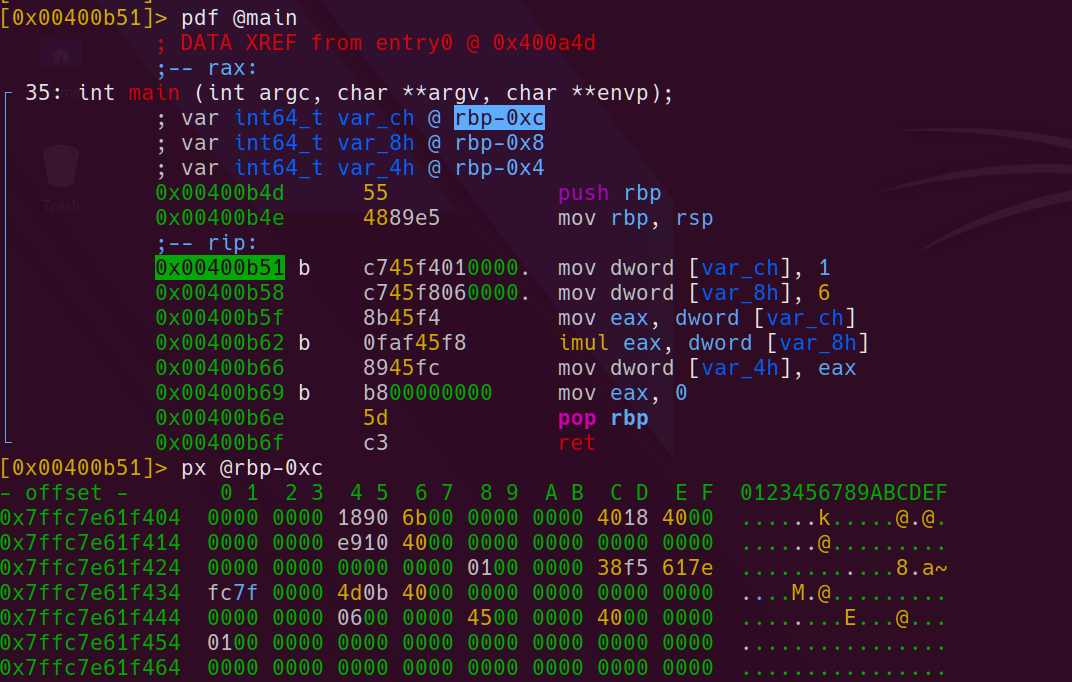 [0x00400b51]> pdf @main
; DATA XREF from entry0 @ 0x400a4d
;-- rax:
35: int main (int argc, char **argv, char **envp);
; var int64_t var_ch @ rbp-0xc
; var int64_t var_8h @ rbp-0x8
; var int64_t var_4h @ rbp-0x4
0x00400b4d 55 push rbp
0x00400b4e 4889e5 mov rbp, rsp
;-- rip:
0x00400b51 b c745f4010000. mov dword [var_ch], 1
0x00400b58 c745f8060000. mov dword [var_8h], 6
0x00400b5f 8b45f4 mov eax, dword [var_ch]
0x00400b62 b 0faf45f8 imul eax, dword [var_8h]
0x00400b66 8945fc mov dword [var_4h], eax
0x00400b69 b b800000000 mov eax, 0
0x00400b6e 5d pop rbp
0x00400b6f c3 ret
[0x00400b51]> px @rbp-0xc
- offset - 0 1 2 3 4 5 6 7 8 9 A B C D E F 0123456789ABCDEF
0x7ffc7e61f404 0000 0000 1890 6b00 0000 0000 4018 4000 ......k.....@.@.
0x7ffc7e61f414 e910 4000 0000 0000 0000 0000 0000 0000 ......@.........
0x7ffc7e61f424 0000 0000 0000 0000 0100 0000 38f5 617e ............8.a~
0x7ffc7e61f434 fc7f 0000 4d0b 4000 0000 0000 0000 0000 ....M.@.........
0x7ffc7e61f444 0000 0000 0600 0000 4500 0000 4000 0000 ........E...@...
0x7ffc7e61f454 0100 0000 0000 0000 0000 0000 0000 0000 ................
0x7ffc7e61f464 0000 0000 0000 0000 0000 0000 0000 0000 ................
Trash